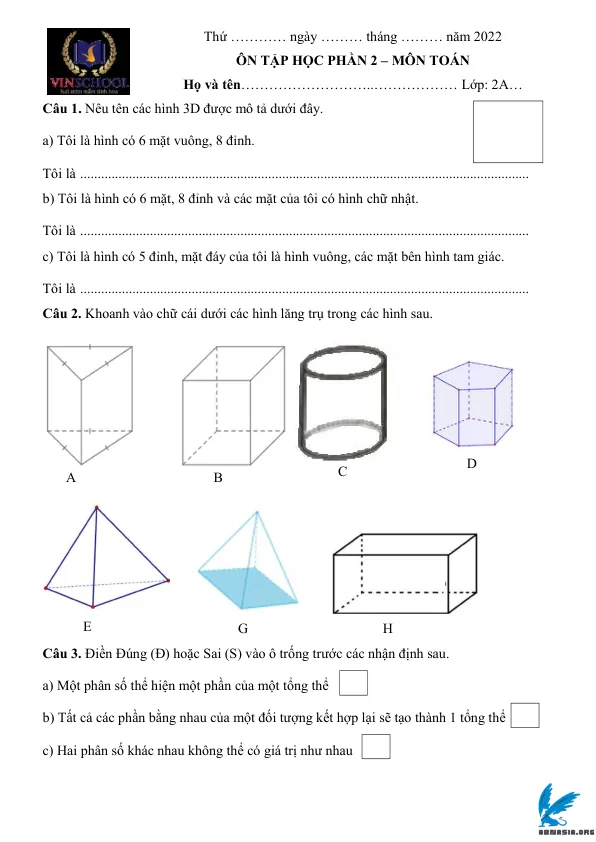 VINSCHOOL
Thứ ………… ngày ……… tháng ……… năm 2022
ÔN TẬP HỌC PHẦN 2 – MÔN TOÁN
Họ và tên………………………..……………… Lớp: 2A…
Câu 1. Nêu tên các hình 3D được mô tả dưới đây.
a) Tôi là hình có 6 mặt vuông, 8 đỉnh.
Tôi là ................................................................................................................................
b) Tôi là hình có 6 mặt, 8 đỉnh và các mặt của tôi có hình chữ nhật.
Tôi là ................................................................................................................................
c) Tôi là hình có 5 đỉnh, mặt đáy của tôi là hình vuông, các mặt bên hình tam giác.
Tôi là ................................................................................................................................
Câu 2. Khoanh vào chữ cái dưới các hình lăng trụ trong các hình sau.
A B C D
E G H
Câu 3. Điền Đúng (Đ) hoặc Sai (S) vào ô trống trước các nhận định sau.
a) Một phân số thể hiện một phần của một tổng thể
b) Tất cả các phần bằng nhau của một đối tượng kết hợp lại sẽ tạo thành 1 tổng thể
c) Hai phân số khác nhau không thể có giá trị như nhau
ABNASIA.ORG